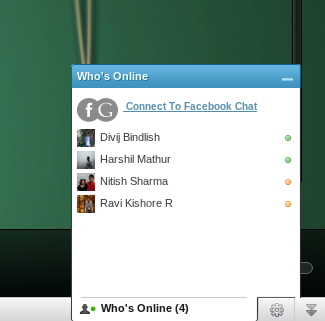 Who's Online
f G Connect To Facebook Chat
Divij Bindlish
Harshil Mathur
Nitish Sharma
Ravi Kishore R
Who's Online (4)